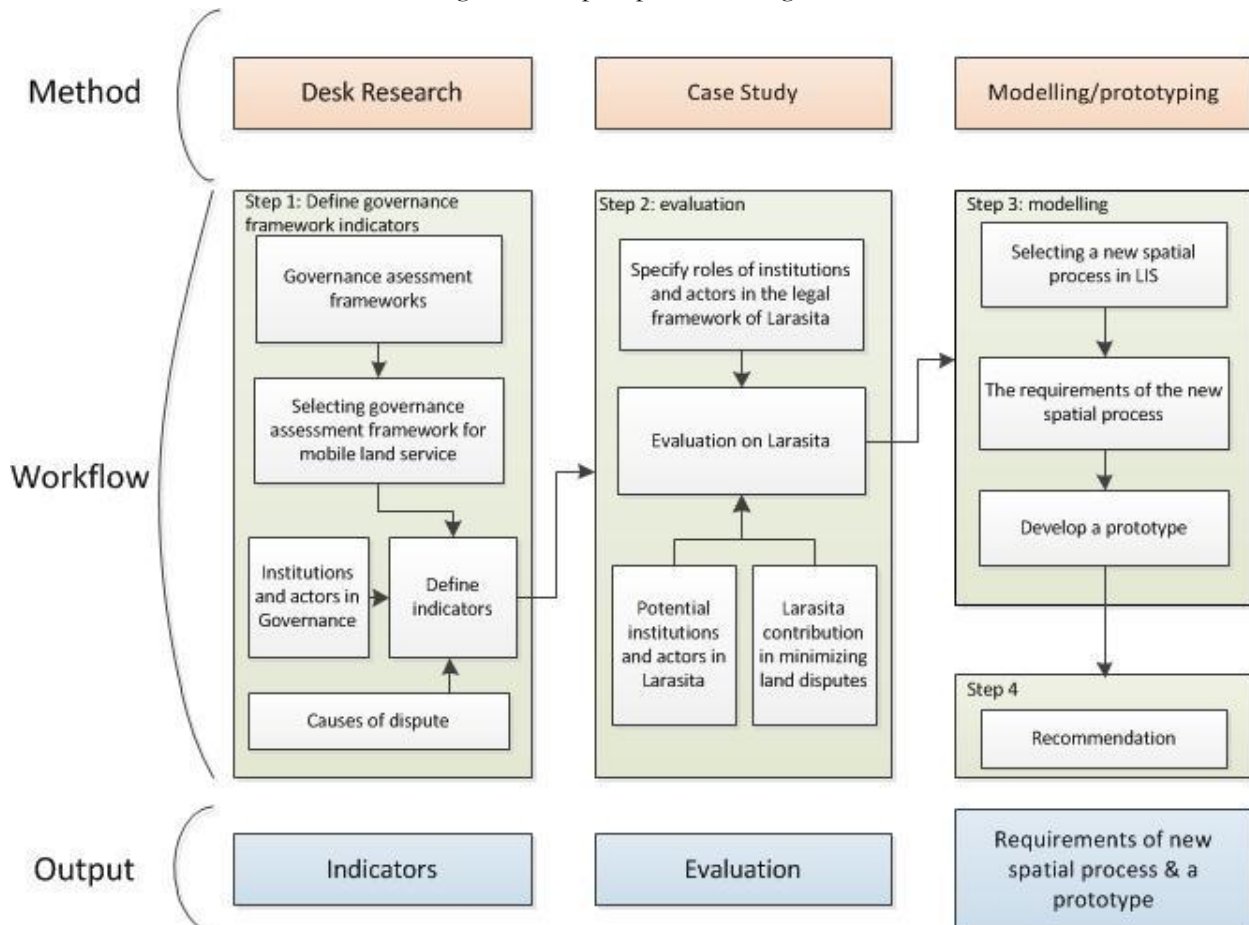 Method
Desk Research
Case Study
Modelling/prototyping
Workflow
Step 1: Define governance
framework indicators
Governance asessment
frameworks
Selecting governance
assessment framework for
mobile land service
Institutions
and actors in
Governance
Define
indicators
Causes of dispute
Step 2: evaluation
Specify roles of institutions
and actors in the legal
framework of Larasita
Evaluation on Larasita
Potential
institutions
and actors in
Larasita
Larasita
contribution
in minimizing
land disputes
Step 3: modelling
Selecting a new spatial
process in LIS
The requirements of the new
spatial process
Develop a prototype
Step 4
Recommendation
Output
Indicators
Evaluation
Requirements of new
spatial process & a
prototype